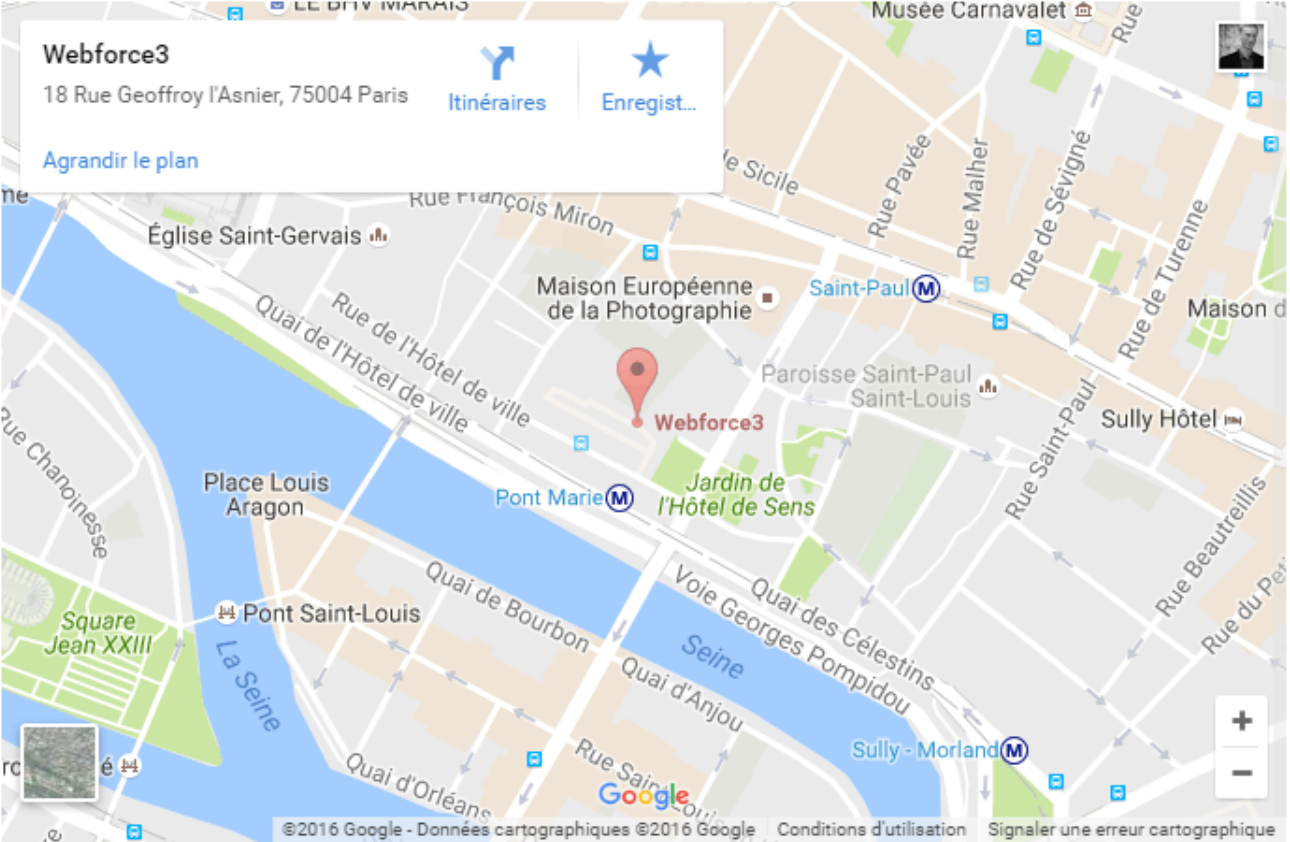 LE BHV MARAIS
Musée Carnavalet
Rue
Webforce3
18 Rue Geoffroy l'Asnier, 75004 Paris
Itinéraires
Enregist...
Agrandir le plan
me
Rue François Miron
le Sicile
Rue Pavée
Rue Malher
Rue de Sévigné
Rue de Turenne
Église Saint-Gervais
Maison Européenne
de la Photographie
Saint-Paul
M
Maison d
Quai de l'Hôtel de ville
Rue de l'Hôtel de ville
Paroisse Saint-Paul
Saint-Louis
Webforce3
Sully Hôtel
Rue Saint-Paul
Rue Chanoinesse
Place Louis
Aragon
Pont Marie
M
Jardin de
l'Hôtel de Sens
Rue Beautreillis
Rue du Peti
Quai de Bourbon
Voie Georges Pompidou
Quai des Célestins
Square
Jean XXIII
Pont Saint-Louis
La Seine
Seine
Quai d'Anjou
Sully - Morland
M
+
−
é
Quai d'Orléans
Rue Saint-Louis
Google
©2016 Google - Données cartographiques ©2016 Google
Conditions d'utilisation
Signaler une erreur cartographique